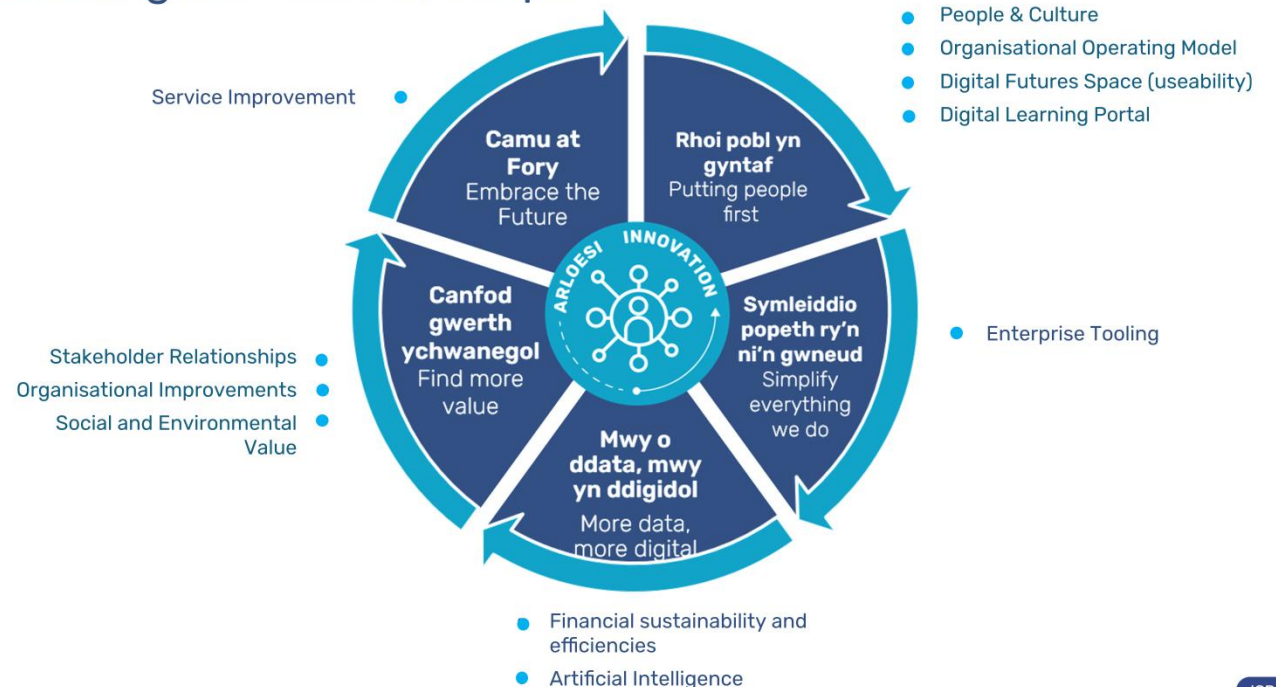 People & Culture
Organisational Operating Model
Digital Futures Space (useability)
Digital Learning Portal
Service Improvement
Camu at
Fory
Embrace the
Future
Rhoi pobl yn
gyntaf
Putting people
first
ARLOESI INNOVATION
Canfod
gwerth
ychwanegol
Find more
value
Symleiddio
popeth ry'n
ni'n gwneud
Simplify
everything
we do
Enterprise Tooling
Stakeholder Relationships
Organisational Improvements
Social and Environmental
Value
Mwy o
ddata, mwy
yn ddigidol
More data,
more digital
Financial sustainability and
efficiencies
Artificial Intelligence